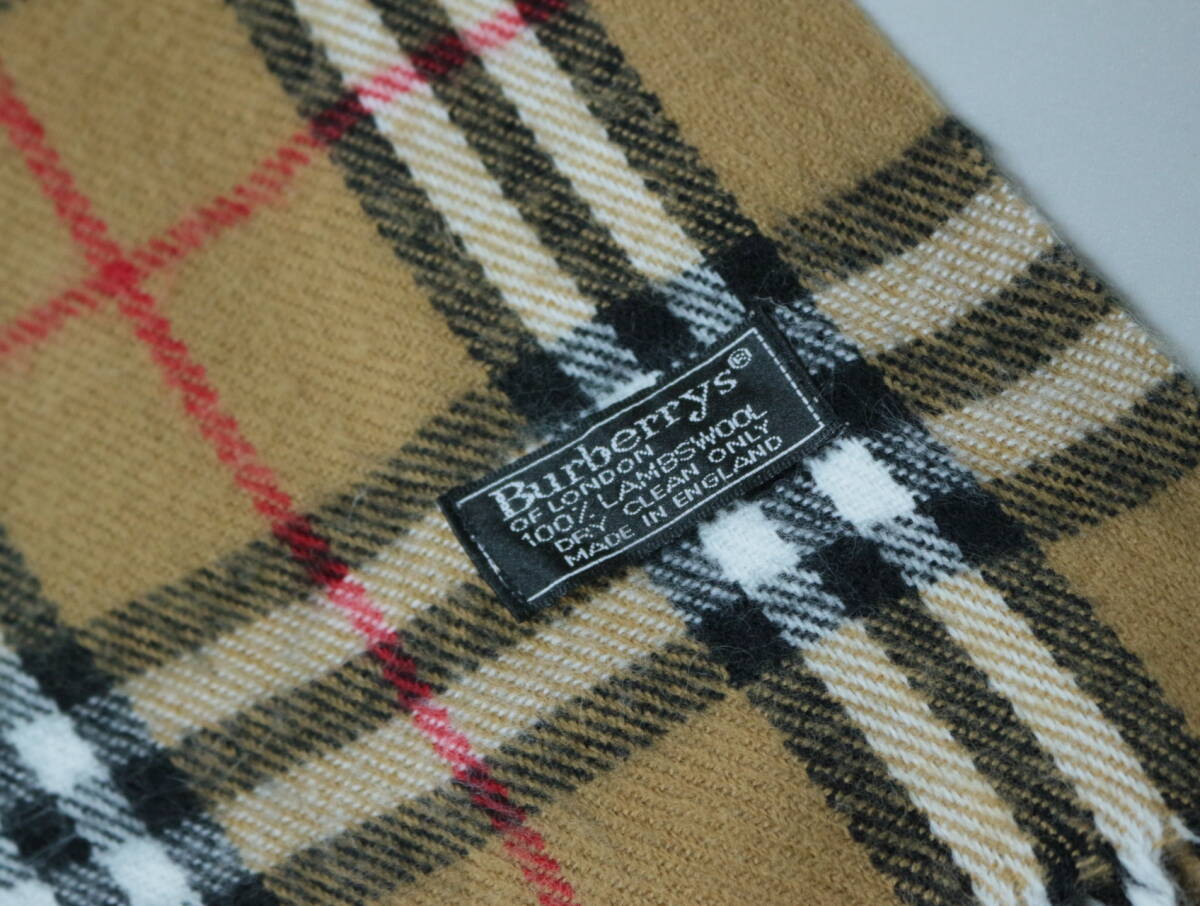 Burberrys®
OF LONDON
100% LAMBSWOOL
DRY CLEAN ONLY
MADE IN ENGLAND